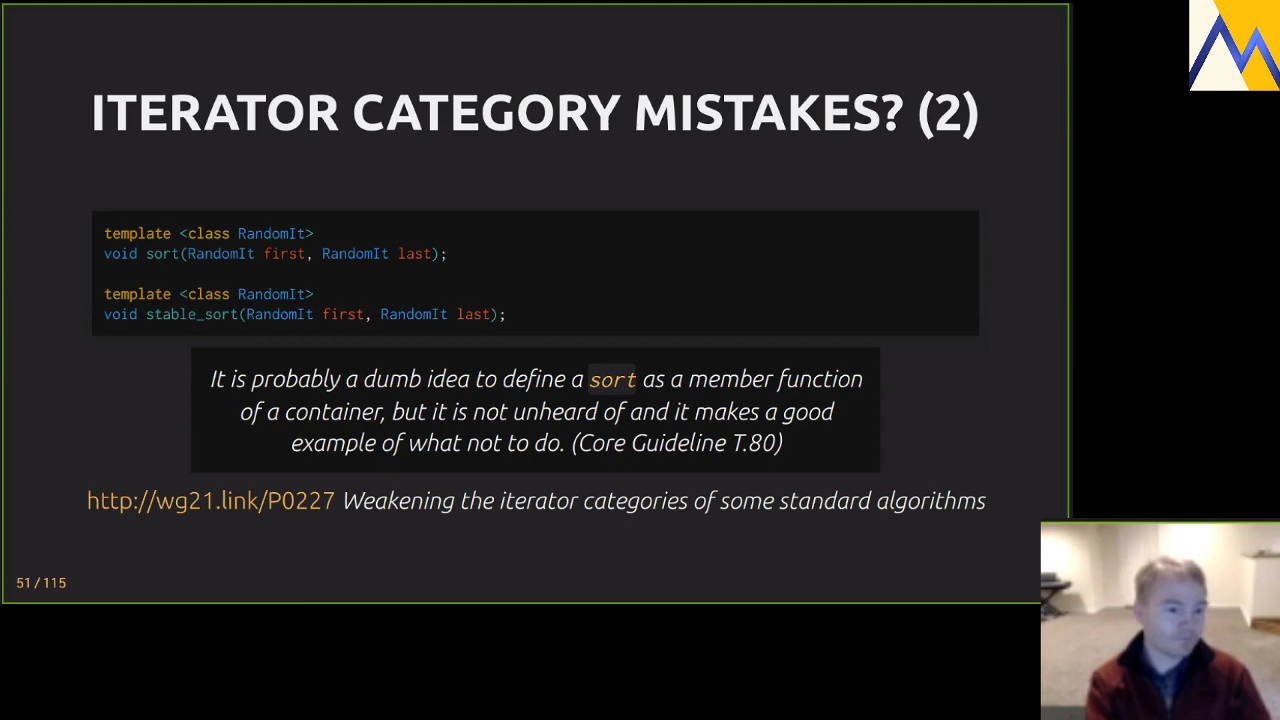 ITERATOR CATEGORY MISTAKES? (2)
template <class RandomIt>
void sort(RandomIt first, RandomIt last);
template <class RandomIt>
void stable_sort(RandomIt first, RandomIt last);
It is probably a dumb idea to define a sort as a member function
of a container, but it is not unheard of and it makes a good
example of what not to do. (Core Guideline T.80)
http://wg21.link/P0227 Weakening the iterator categories of some standard algorithms
51 / 115